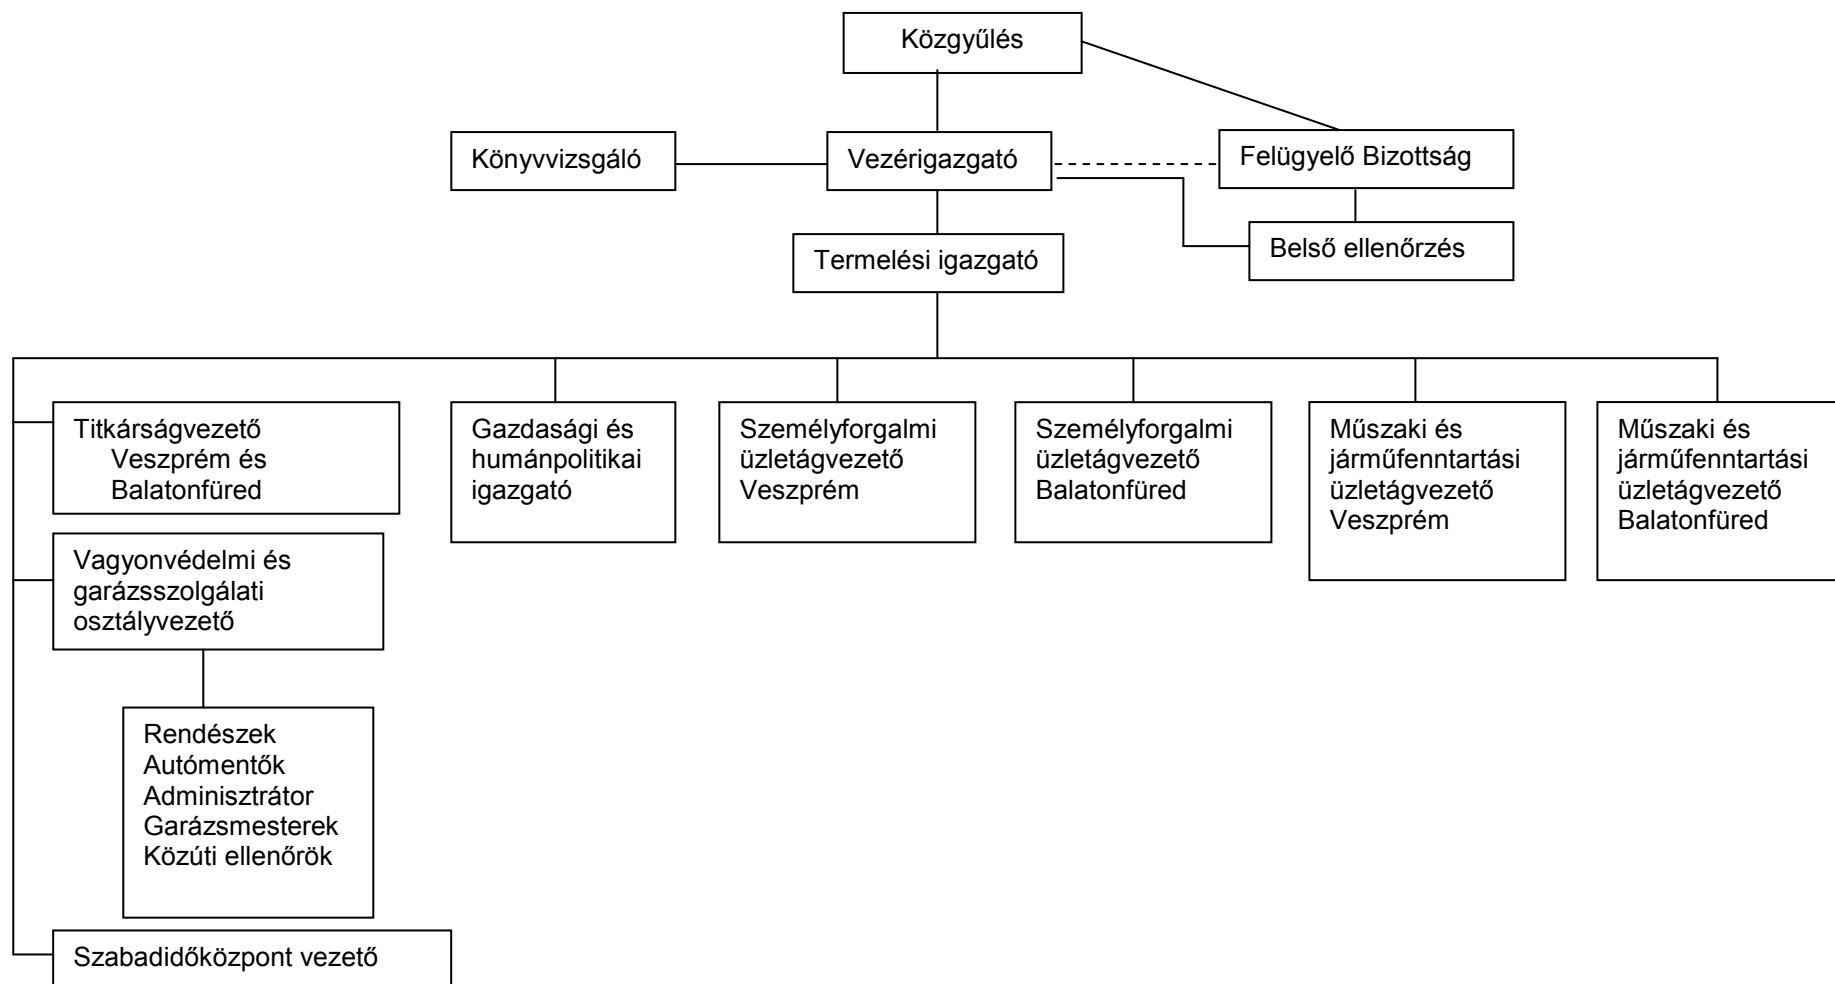 Közgyűlés
Könyvvizsgáló
Vezérigazgató
Felügyelő Bizottság
Termelési igazgató
Belső ellenőrzés
Titkárságvezető
Veszprém és
Balatonfüred
Gazdasági és
humánpolitikai
igazgató
Személyforgalmi
üzletágvezető
Veszprém
Személyforgalmi
üzletágvezető
Balatonfüred
Műszaki és
járműfenntartási
üzletágvezető
Veszprém
Műszaki és
járműfenntartási
üzletágvezető
Balatonfüred
Vagyonvédelmi és
garázsszolgálati
osztályvezető
Rendészek
Autómentők
Adminisztrátor
Garázsmesterek
Közúti ellenőrök
Szabadidőközpont vezető